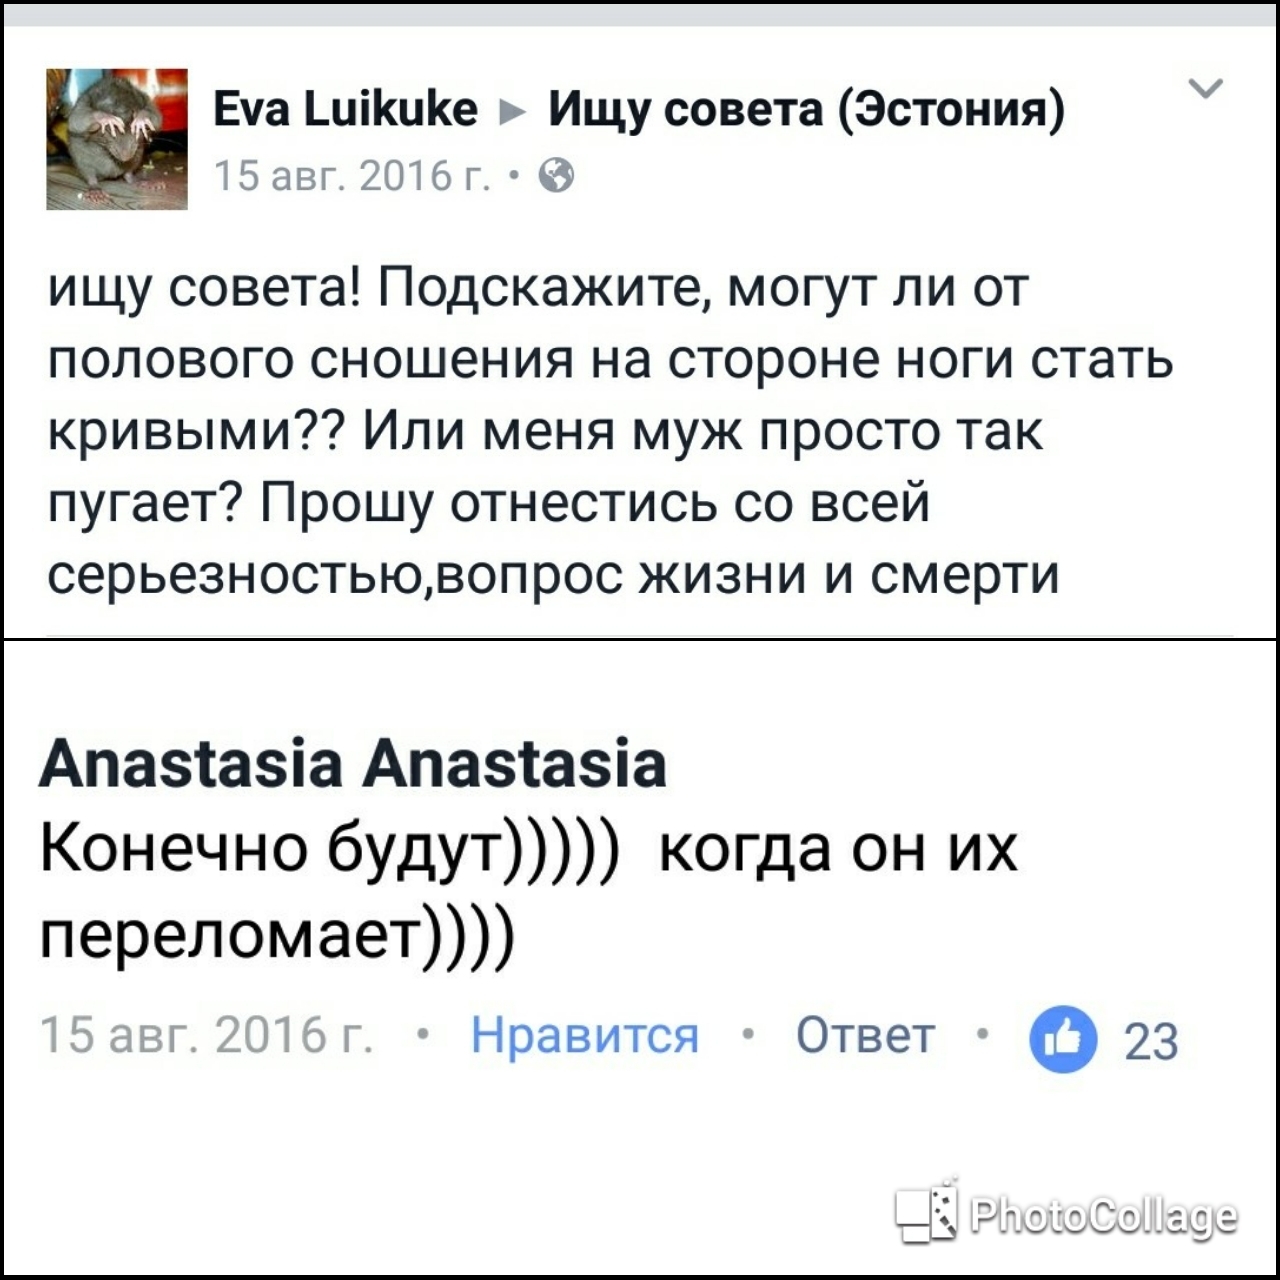 Eva Luikuke ▸ Ищу совета (Эстония)
15 авг. 2016 г. •
ищу совета! Подскажите, могут ли от
полового сношения на стороне ноги стать
кривыми?? Или меня муж просто так
пугает? Прошу отнестись со всей
серьезностью,вопрос жизни и смерти
Anastasia Anastasia
Конечно будут))))) когда он их
переломает))))
15 авг. 2016 г. • Нравится • Ответ • 23
PhotoCollage